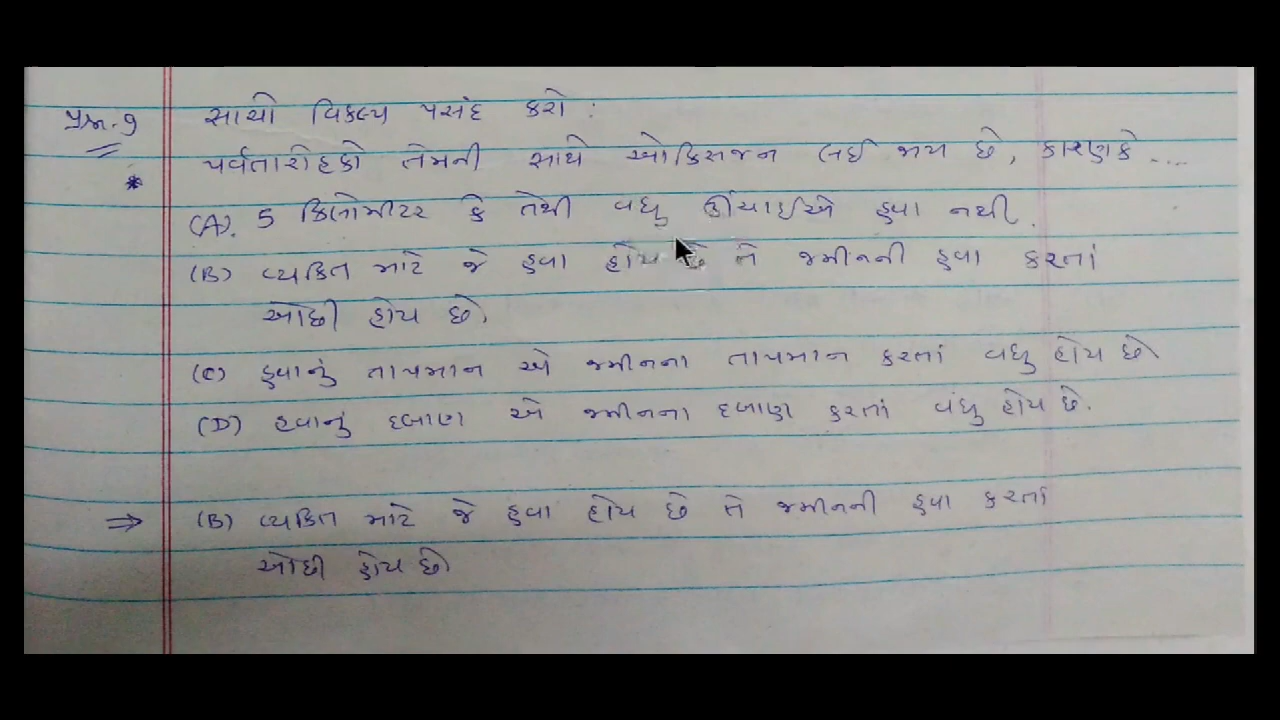 પ્રશ્ન.૧ સાચો વિકલ્પ પસંદ કરો :
* પર્વતારોહકો તેમની સાથે ઓક્સિજન લઈ જાય છે, કારણકે ....
(A). 5 કિલોમીટર કે તેથી વધુ ઊંચાઈએ હવા નથી.
(B) વ્યકિત માટે જે હવા હોય છે તે જમીનની હવા કરતાં
ઓછી હોય છે.
(C) હવાનું તાપમાન એ જમીનના તાપમાન કરતાં વધુ હોય છે
(D) હવાનું દબાણ એ જમીનના દબાણ કરતાં વધુ હોય છે.
⇒ (B) વ્યકિત માટે જે હવા હોય છે તે જમીનની હવા કરતાં
ઓછી હોય છે